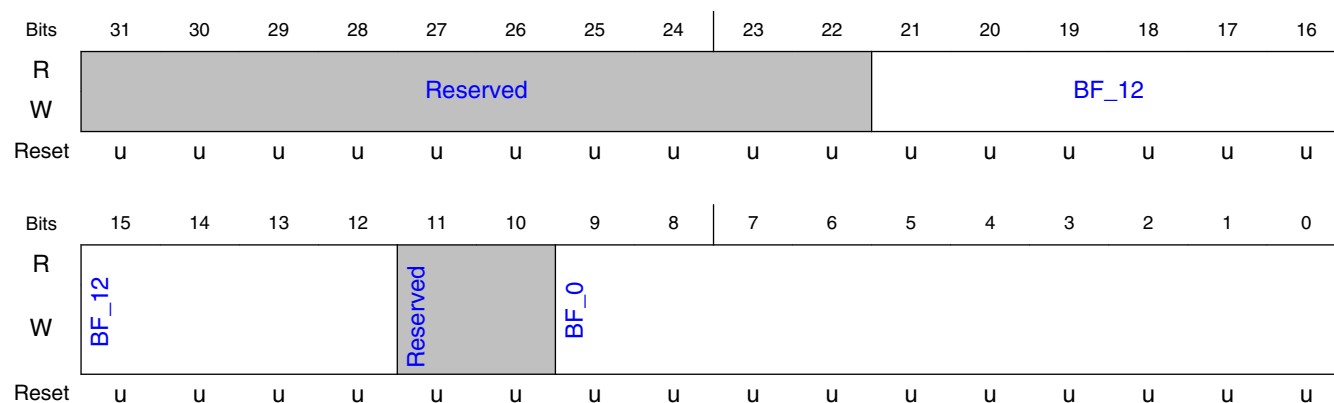 Bits 31 30 29 28 27 26 25 24 23 22 21 20 19 18 17 16
R
Reserved BF_12
W
Reset u u u u u u u u u u u u u u u u
Bits 15 14 13 12 11 10 9 8 7 6 5 4 3 2 1 0
R
BF_12 Reserved BF_0
W
Reset u u u u u u u u u u u u u u u u